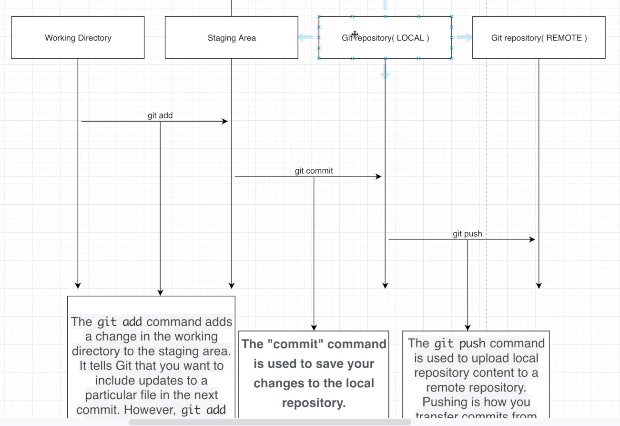 Working Directory
Staging Area
Git repository( LOCAL )
Git repository( REMOTE )
git add
git commit
git push
The git add command adds
a change in the working
directory to the staging area.
It tells Git that you want to
include updates to a
particular file in the next
commit. However, git add
The "commit" command
is used to save your
changes to the local
repository.
The git push command
is used to upload local
repository content to a
remote repository.
Pushing is how you
transfer commits from